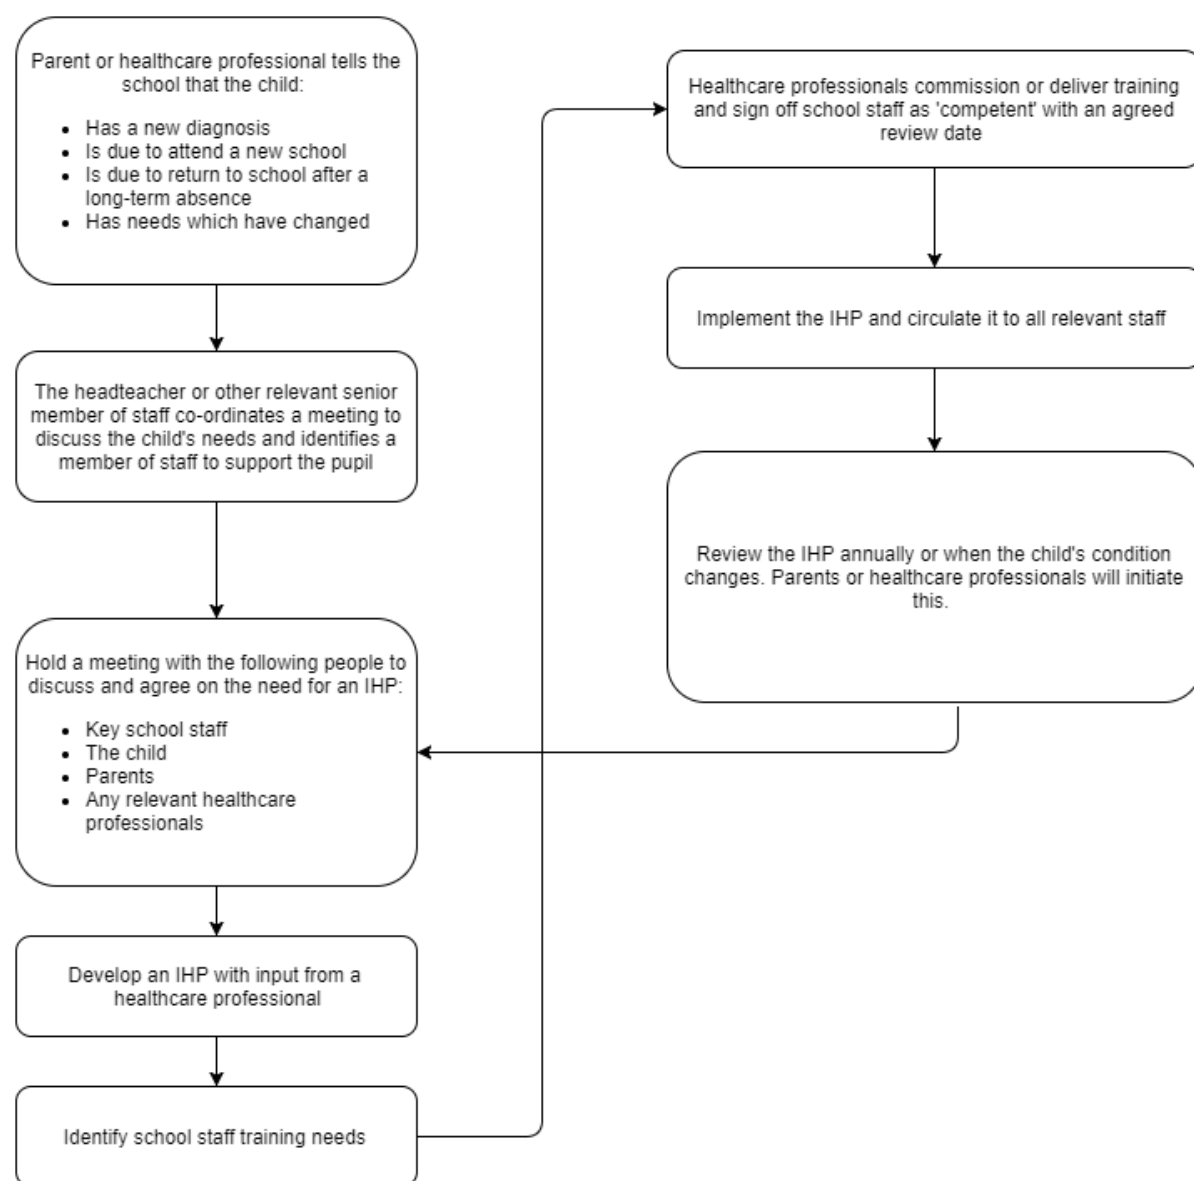 Parent or healthcare professional tells the
school that the child:
• Has a new diagnosis
• Is due to attend a new school
• Is due to return to school after a
long-term absence
• Has needs which have changed
The headteacher or other relevant senior
member of staff co-ordinates a meeting to
discuss the child's needs and identifies a
member of staff to support the pupil
Hold a meeting with the following people to
discuss and agree on the need for an IHP:
• Key school staff
• The child
• Parents
• Any relevant healthcare
professionals
Develop an IHP with input from a
healthcare professional
Identify school staff training needs
Healthcare professionals commission or deliver training
and sign off school staff as 'competent' with an agreed
review date
Implement the IHP and circulate it to all relevant staff
Review the IHP annually or when the child's condition
changes. Parents or healthcare professionals will initiate
this.